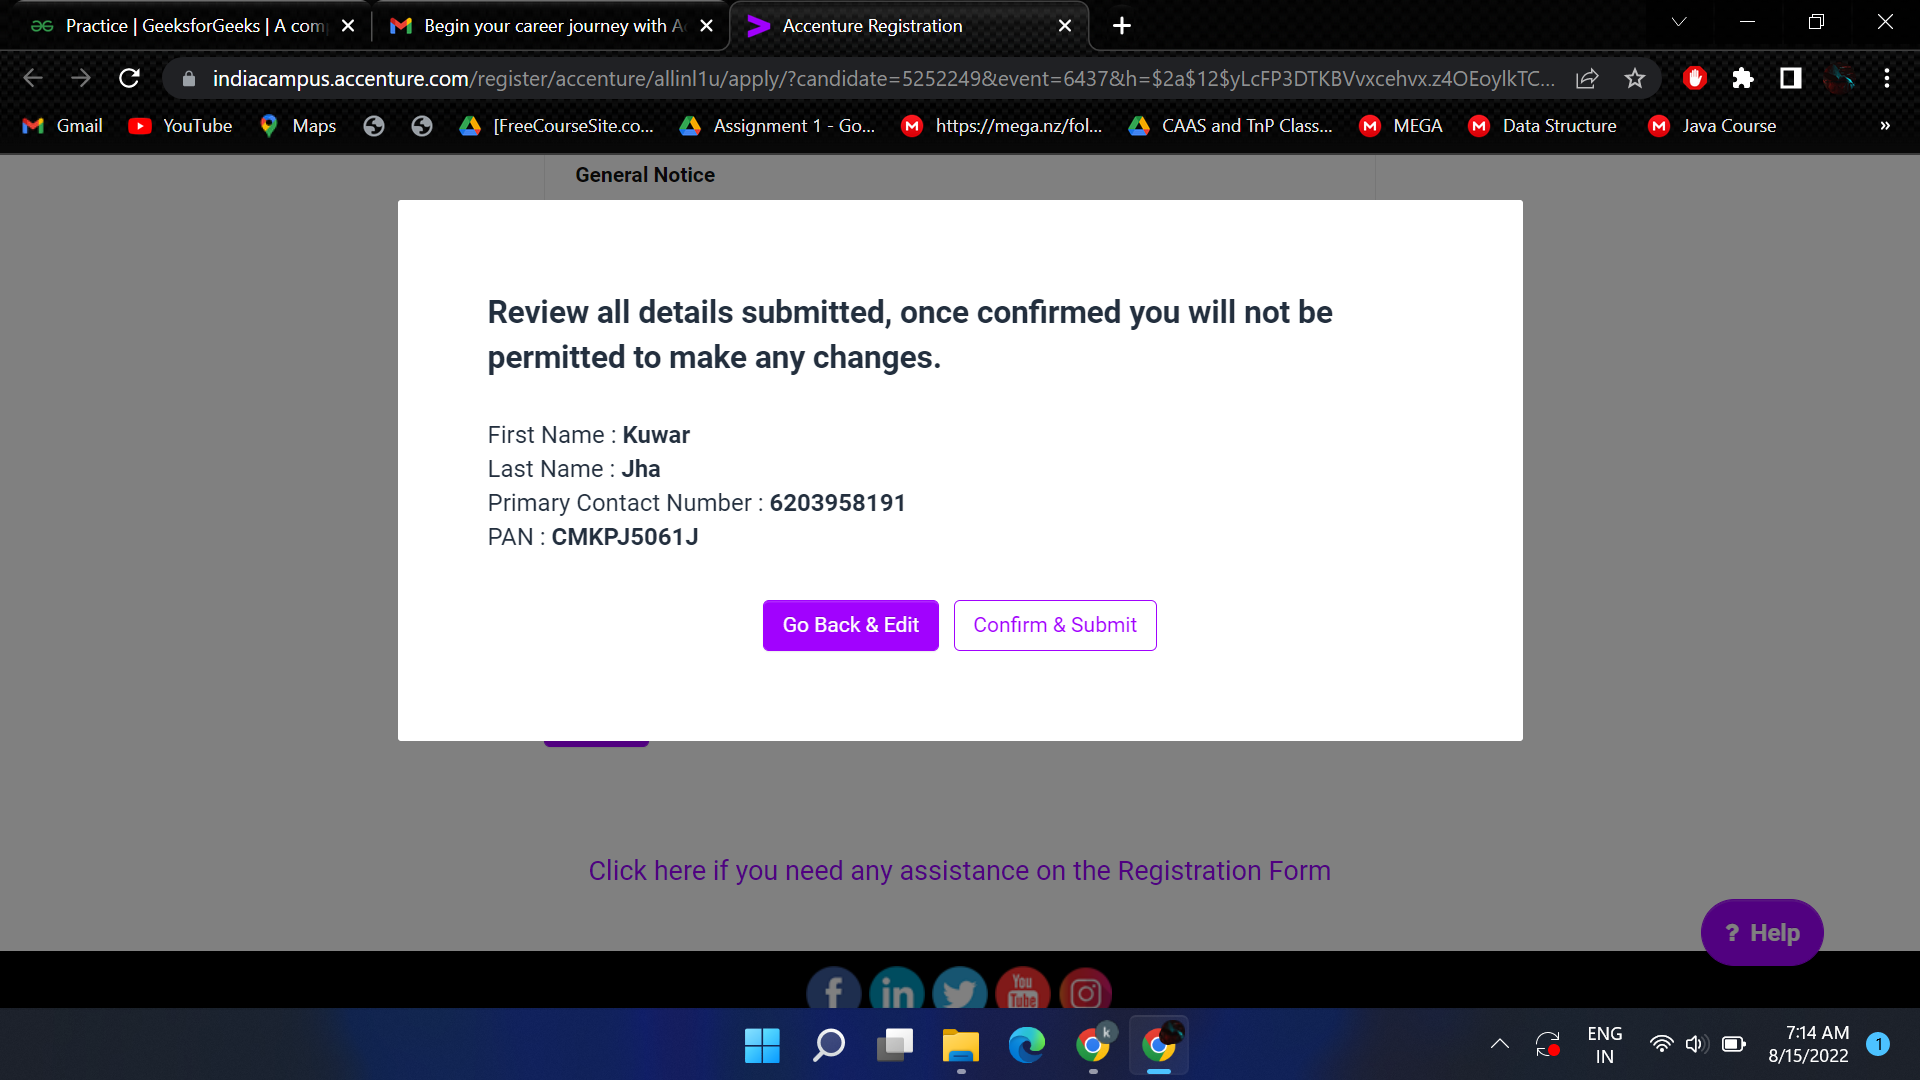 Practice | GeeksforGeeks | A com
Begin your career journey with A
Accenture Registration
indiacampus.accenture.com/register/accenture/allinl1u/apply/?candidate=5252249&event=6437&h=$2a$12$yLcFP3DTKBVvxcehvx.z4OEoylkTC...
Gmail
YouTube
Maps
[FreeCourseSite.co...
Assignment 1 - Go...
https://mega.nz/fol...
CAAS and TnP Class...
MEGA
Data Structure
Java Course
»
General Notice
Review all details submitted, once confirmed you will not be
permitted to make any changes.
First Name : Kuwar
Last Name : Jha
Primary Contact Number : 6203958191
PAN : CMKPJ5061J
Go Back & Edit
Confirm & Submit
Click here if you need any assistance on the Registration Form
? Help
You
Tube
k
ENG
IN
7:14 AM
8/15/2022
1